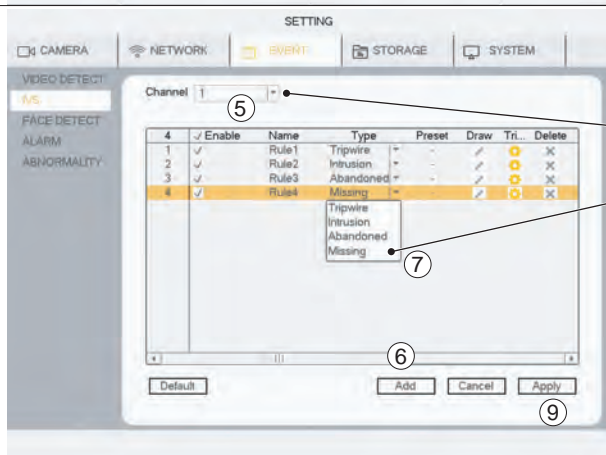 SETTING
CAMERA NETWORK EVENT STORAGE SYSTEM
VIDEO DETECT
IVS
FACE DETECT
ALARM
ABNORMALITY
Channel 1
⑤
4 ✓ Enable Name Type Preset Draw Tri... Delete
1 ✓ Rule1 Tripwire -
2 ✓ Rule2 Intrusion -
3 ✓ Rule3 Abandoned -
4 ✓ Rule4 Missing -
Tripwire
Intrusion
Abandoned
Missing
⑦
⑥
Default Add Cancel Apply
⑨